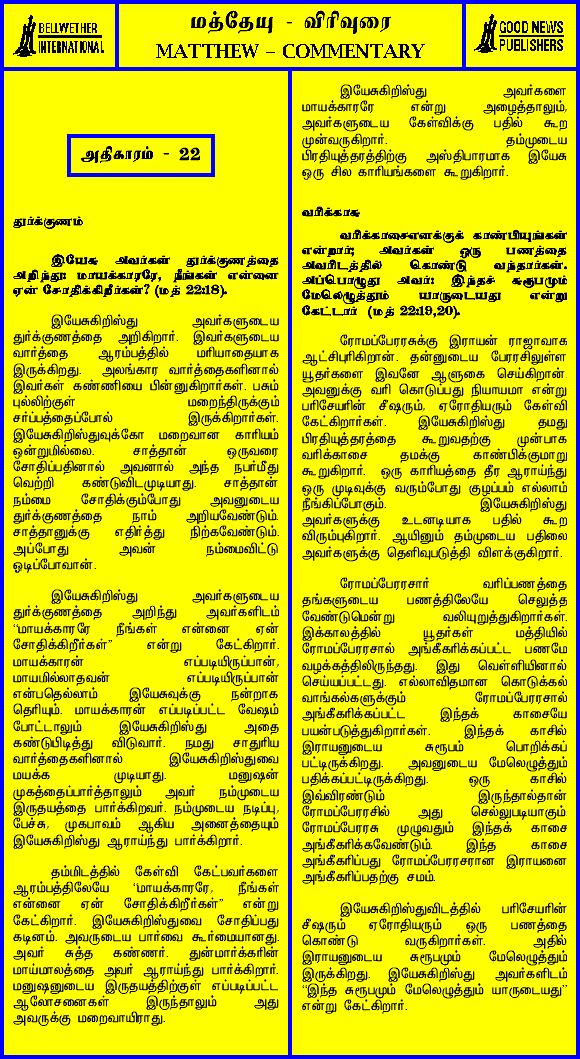 BELLWETHER
INTERNATIONAL
மத்தேயு - விரிவுரை
MATTHEW – COMMENTARY
GOOD NEWS
PUBLISHERS
அதிகாரம் - 22
துர்க்குணம்
இயேசு அவர்கள் துர்க்குணத்தை
அறிந்து: மாயக்காரரே, நீங்கள் என்னை
ஏன் சோதிக்கிறீர்கள்? (மத் 22:18).
இயேசுகிறிஸ்து அவர்களுடைய
துர்க்குணத்தை அறிகிறார். இவர்களுடைய
வார்த்தை ஆரம்பத்தில் மரியாதையாக
இருக்கிறது. அலங்கார வார்த்தைகளினால்
இவர்கள் கண்ணியை பின்னுகிறார்கள். பசும்
புல்லிற்குள் மறைந்திருக்கும்
சர்ப்பத்தைப்போல் இருக்கிறார்கள்.
இயேசுகிறிஸ்துவுக்கோ மறைவான காரியம்
ஒன்றுமில்லை. சாத்தான் ஒருவரை
சோதிப்பதினால் அவனால் அந்த நபர்மீது
வெற்றி கண்டுவிடமுடியாது. சாத்தான்
நம்மை சோதிக்கும்போது அவனுடைய
துர்க்குணத்தை நாம் அறியவேண்டும்.
சாத்தானுக்கு எதிர்த்து நிற்கவேண்டும்.
அப்போது அவன் நம்மைவிட்டு
ஓடிப்போவான்.
இயேசுகிறிஸ்து அவர்களுடைய
துர்க்குணத்தை அறிந்து அவர்களிடம்
“மாயக்காரரே நீங்கள் என்னை ஏன்
சோதிக்கிறீர்கள்” என்று கேட்கிறார்.
மாயக்காரன் எப்படியிருப்பான்,
மாயமில்லாதவன் எப்படியிருப்பான்
என்பதெல்லாம் இயேசுவுக்கு நன்றாக
தெரியும். மாயக்காரன் எப்படிப்பட்ட வேஷம்
போட்டாலும் இயேசுகிறிஸ்து அதை
கண்டுபிடித்து விடுவார். நமது சாதுரிய
வார்த்தைகளினால் இயேசுகிறிஸ்துவை
மயக்க முடியாது. மனுஷன்
முகத்தைப்பார்த்தாலும் அவர் நம்முடைய
இருதயத்தை பார்க்கிறவர். நம்முடைய நடிப்பு,
பேச்சு, முகபாவம் ஆகிய அனைத்தையும்
இயேசுகிறிஸ்து ஆராய்ந்து பார்க்கிறார்.
தம்மிடத்தில் கேள்வி கேட்பவர்களை
ஆரம்பத்திலேயே “மாயக்காரரே, நீங்கள்
என்னை ஏன் சோதிக்கிறீர்கள்” என்று
கேட்கிறார். இயேசுகிறிஸ்துவை சோதிப்பது
கடினம். அவருடைய பார்வை கூர்மையானது.
அவர் சுத்த கண்ணர். துன்மார்க்கரின்
மாய்மாலத்தை அவர் ஆராய்ந்து பார்க்கிறார்.
மனுஷனுடைய இருதயத்திற்குள் எப்படிப்பட்ட
ஆலோசனைகள் இருந்தாலும் அது
அவருக்கு மறைவாயிராது.
இயேசுகிறிஸ்து அவர்களை
மாயக்காரரே என்று அழைத்தாலும்,
அவர்களுடைய கேள்விக்கு பதில் கூற
முன்வருகிறார். தம்முடைய
பிரதியுத்தரத்திற்கு அஸ்திபாரமாக இயேசு
ஒரு சில காரியங்களை கூறுகிறார்.
வரிக்காசு
வரிக்காசைஎனக்குக் காண்பியுங்கள்
என்றார்; அவர்கள் ஒரு பணத்தை
அவரிடத்தில் கொண்டு வந்தார்கள்.
அப்பொழுது அவர்: இந்தச் சுரூபமும்
மேலெழுத்தும் யாருடையது என்று
கேட்டார் (மத் 22:19,20).
ரோமப்பேரரசுக்கு இராயன் ராஜாவாக
ஆட்சிபுரிகிறான். தன்னுடைய பேரரசிலுள்ள
யூதர்களை இவனே ஆளுகை செய்கிறான்.
அவனுக்கு வரி கொடுப்பது நியாயமா என்று
பரிசேயரின் சீஷரும், ஏரோதியரும் கேள்வி
கேட்கிறார்கள். இயேசுகிறிஸ்து தமது
பிரதியுத்தரத்தை கூறுவதற்கு முன்பாக
வரிக்காசை தமக்கு காண்பிக்குமாறு
கூறுகிறார். ஒரு காரியத்தை தீர ஆராய்ந்து
ஒரு முடிவுக்கு வரும்போது குழப்பம் எல்லாம்
நீங்கிப்போகும். இயேசுகிறிஸ்து
அவர்களுக்கு உடனடியாக பதில் கூற
விரும்புகிறார். ஆயினும் தம்முடைய பதிலை
அவர்களுக்கு தெளிவுபடுத்தி விளக்குகிறார்.
ரோமப்பேரரசார் வரிப்பணத்தை
தங்களுடைய பணத்திலேயே செலுத்த
வேண்டுமென்று வலியுறுத்துகிறார்கள்.
இக்காலத்தில் யூதர்கள் மத்தியில்
ரோமப்பேரரசால் அங்கீகரிக்கப்பட்ட பணமே
வழக்கத்திலிருந்தது. இது வெள்ளியினால்
செய்யப்பட்டது. எல்லாவிதமான கொடுக்கல்
வாங்கல்களுக்கும் ரோமப்பேரரசால்
அங்கீகரிக்கப்பட்ட இந்தக் காசையே
பயன்படுத்துகிறார்கள். இந்தக் காசில்
இராயனுடைய சுரூபம் பொறிக்கப்
பட்டிருக்கிறது. அவனுடைய மேலெழுத்தும்
பதிக்கப்பட்டிருக்கிறது. ஒரு காசில்
இவ்விரண்டும் இருந்தால்தான்
ரோமப்பேரரசில் அது செல்லுபடியாகும்.
ரோமப்பேரரசு முழுவதும் இந்தக் காசை
அங்கீகரிக்கவேண்டும். இந்த காசை
அங்கீகரிப்பது ரோமப்பேரரசரான இராயனை
அங்கீகரிப்பதற்கு சமம்.
இயேசுகிறிஸ்துவிடத்தில் பரிசேயரின்
சீஷரும் ஏரோதியரும் ஒரு பணத்தை
கொண்டு வருகிறார்கள். அதில்
இராயனுடைய சுரூபமும் மேலெழுத்தும்
இருக்கிறது. இயேசுகிறிஸ்து அவர்களிடம்
“இந்த சுரூபமும் மேலெழுத்தும் யாருடையது”
என்று கேட்கிறார்.